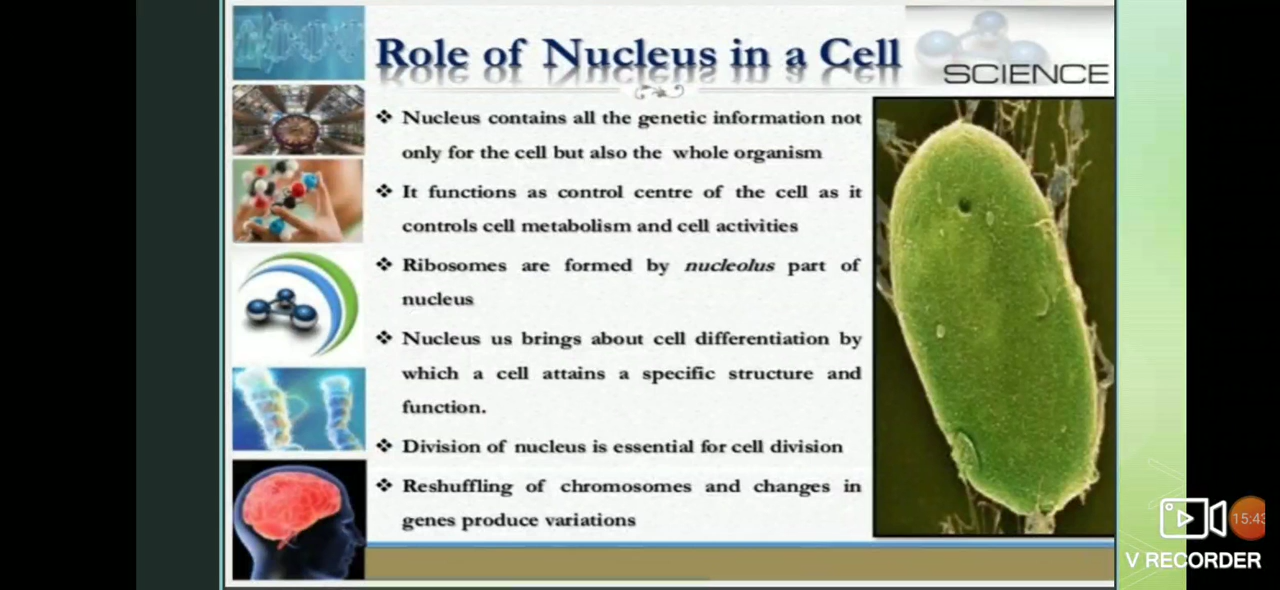 Role of Nucleus in a Cell
SCIENCE
❖ Nucleus contains all the genetic information not
only for the cell but also the whole organism
❖ It functions as control centre of the cell as it
controls cell metabolism and cell activities
❖ Ribosomes are formed by nucleolus part of
nucleus
❖ Nucleus us brings about cell differentiation by
which a cell attains a specific structure and
function.
❖ Division of nucleus is essential for cell division
❖ Reshuffling of chromosomes and changes in
genes produce variations
15:43
V RECORDER